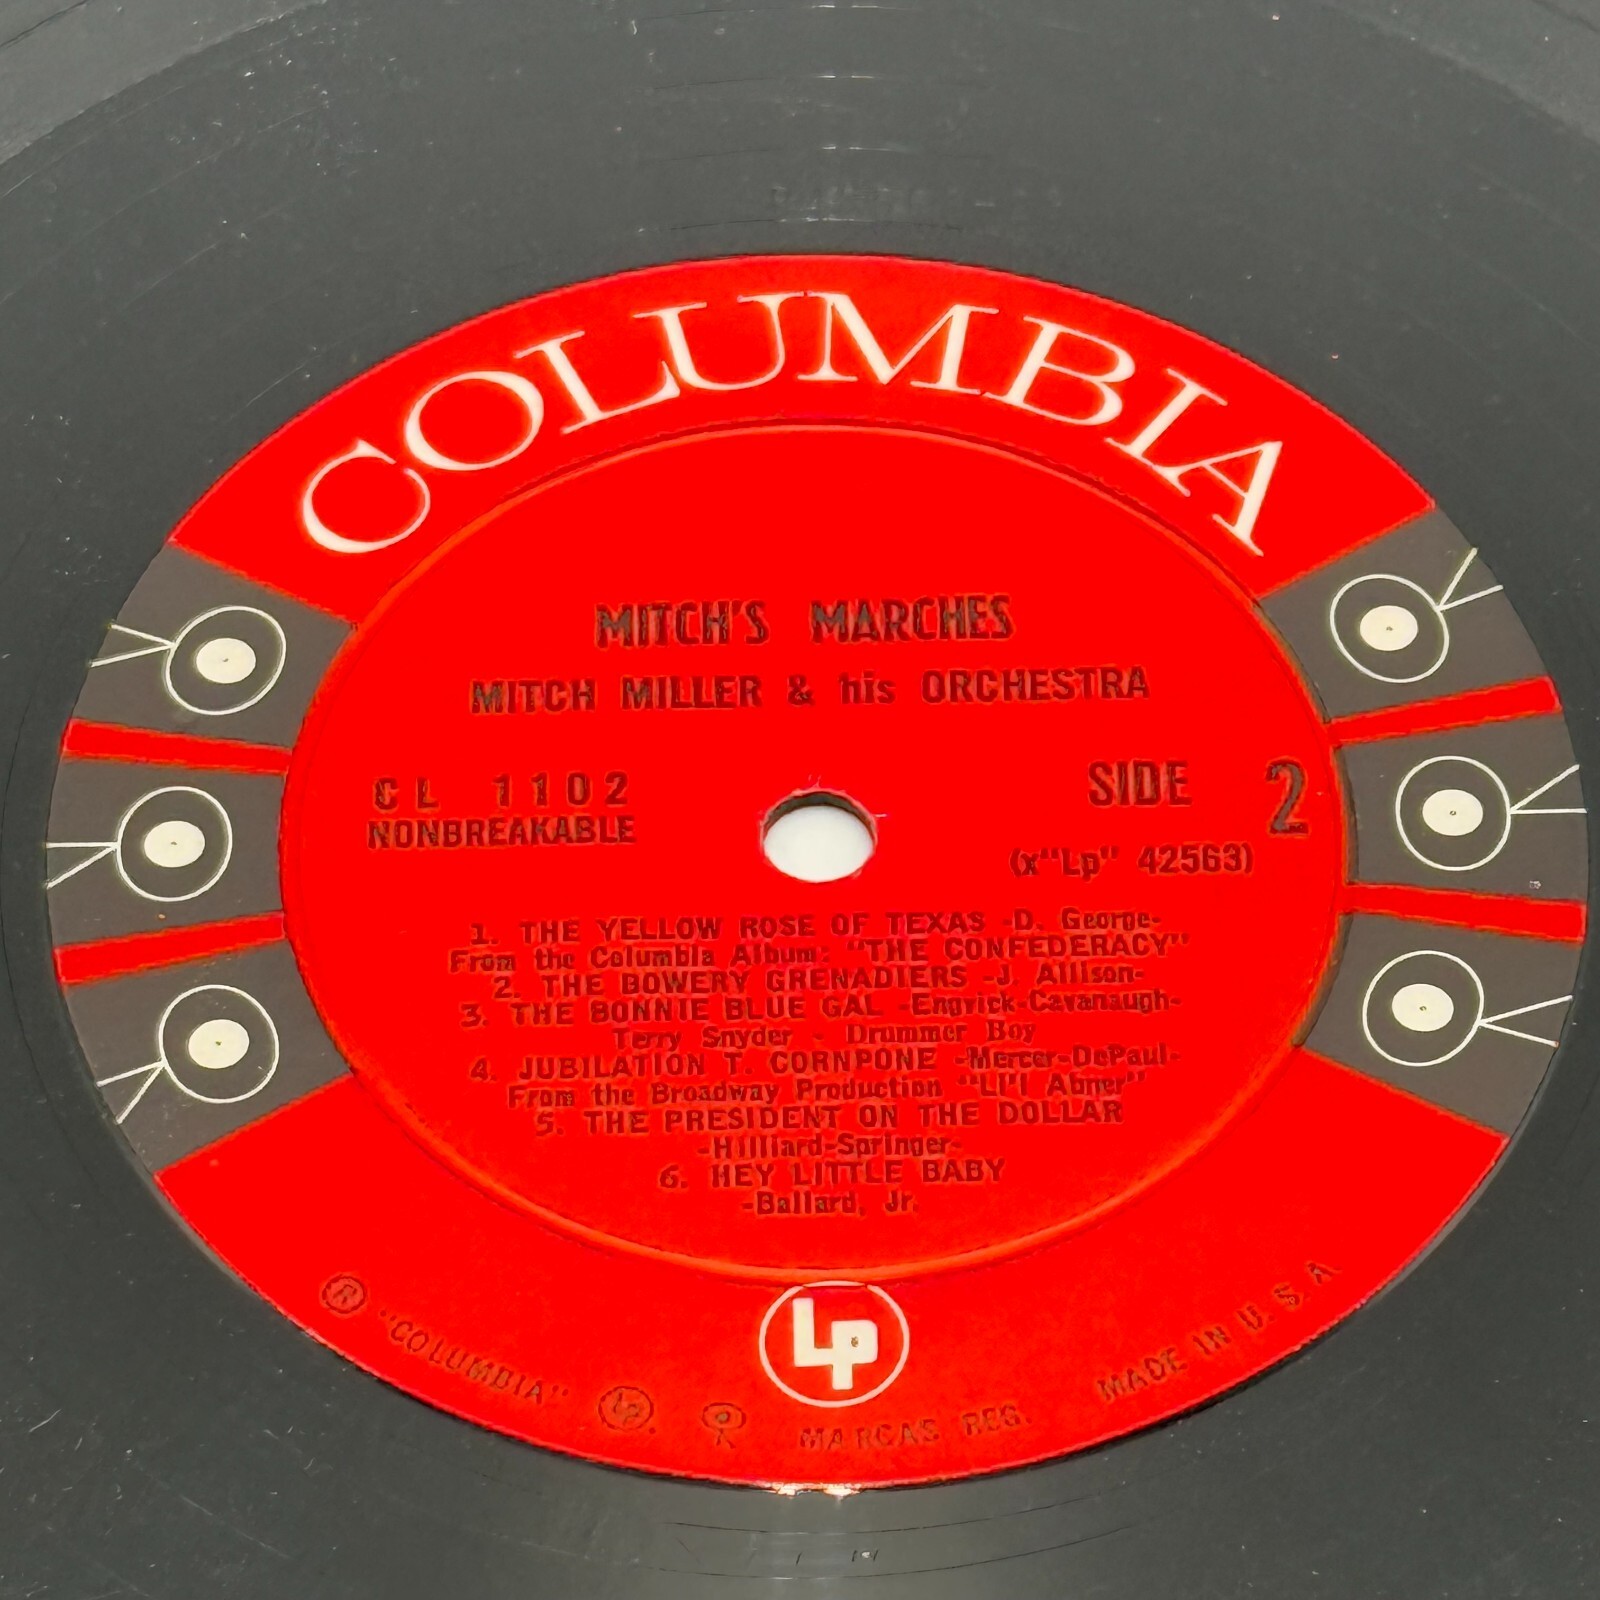 COLUMBIA
MITCH'S MARCHES
MITCH MILLER & his ORCHESTRA
CL 1102
NONBREAKABLE
SIDE 2
(x"Lp" 42563)
1. THE YELLOW ROSE OF TEXAS -D. George-
From the Columbia Album: "THE CONFEDERACY"
2. THE BOWERY GRENADIERS -J. Allison-
3. THE BONNIE BLUE GAL -Engvick-Cavanaugh-
Terry Snyder - Drummer Boy
4. JUBILATION T. CORNPONE -Mercer-DePaul-
From the Broadway Production "Li'l Abner"
5. THE PRESIDENT ON THE DOLLAR
-Hilliard-Springer-
6. HEY LITTLE BABY
-Ballard, Jr.
LP
® "COLUMBIA" LP. MARCAS REG. MADE IN U.S.A